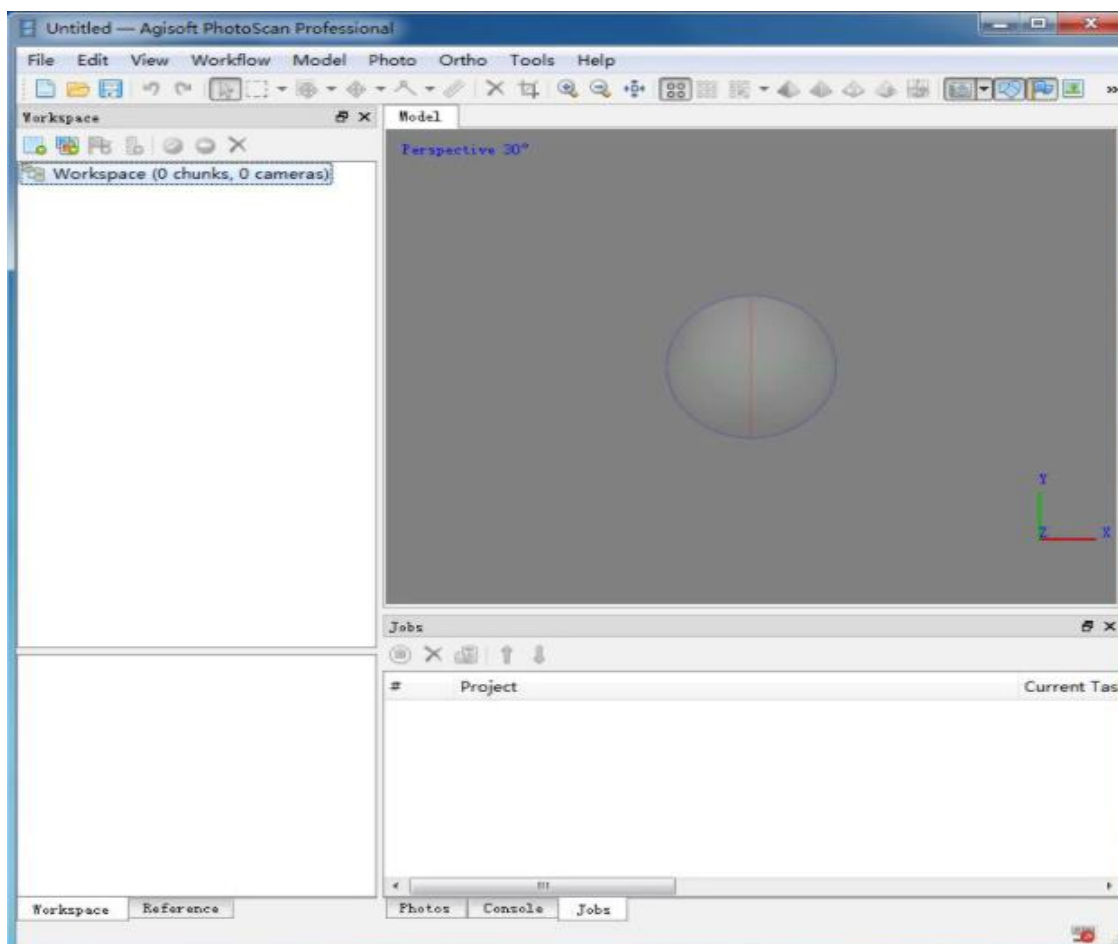 Untitled — Agisoft PhotoScan Professional
File Edit View Workflow Model Photo Ortho Tools Help
Workspace
Model
Workspace (0 chunks, 0 cameras)
Perspective 30°
Y
Z
X
Jobs
# Project Current Tas
Workspace Reference
Photos Console Jobs